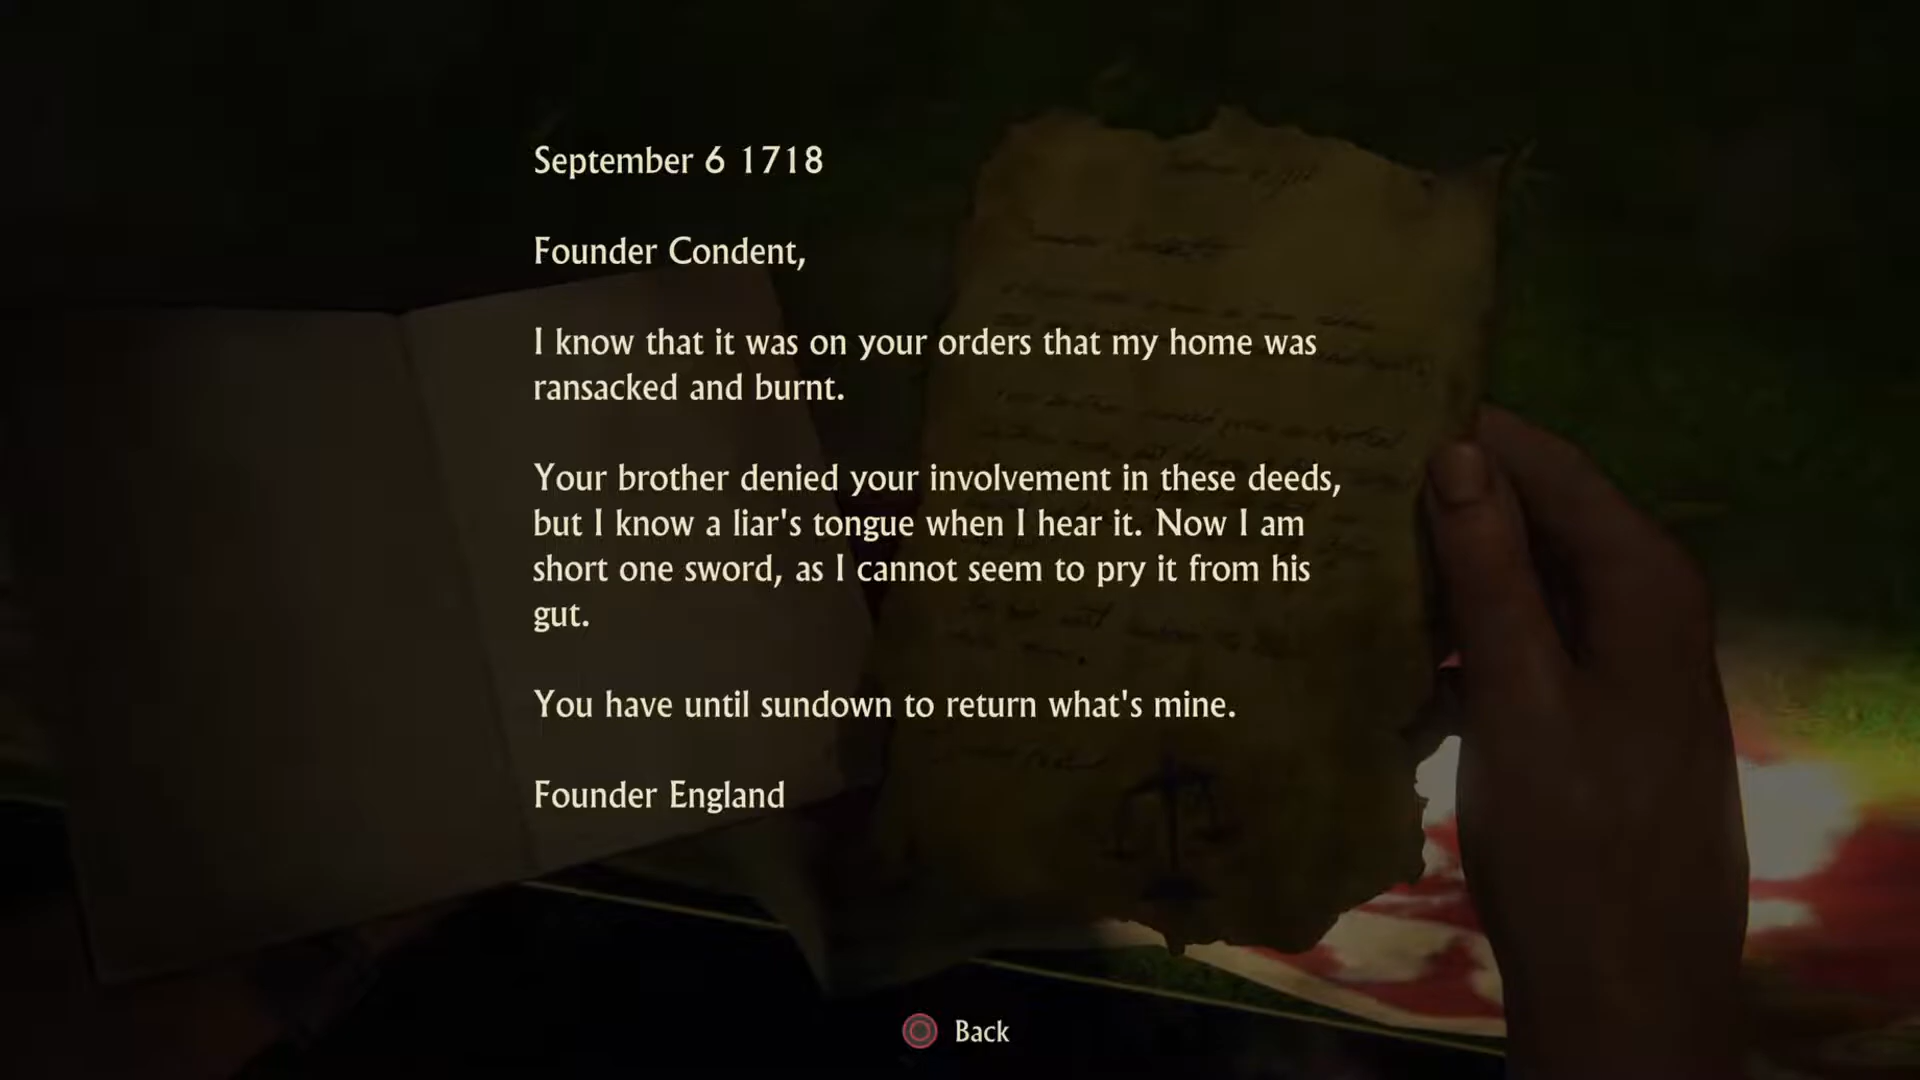 September 6 1718
Founder Condent,
I know that it was on your orders that my home was
ransacked and burnt.
Your brother denied your involvement in these deeds,
but I know a liar's tongue when I hear it. Now I am
short one sword, as I cannot seem to pry it from his
gut.
You have until sundown to return what's mine.
Founder England
Back